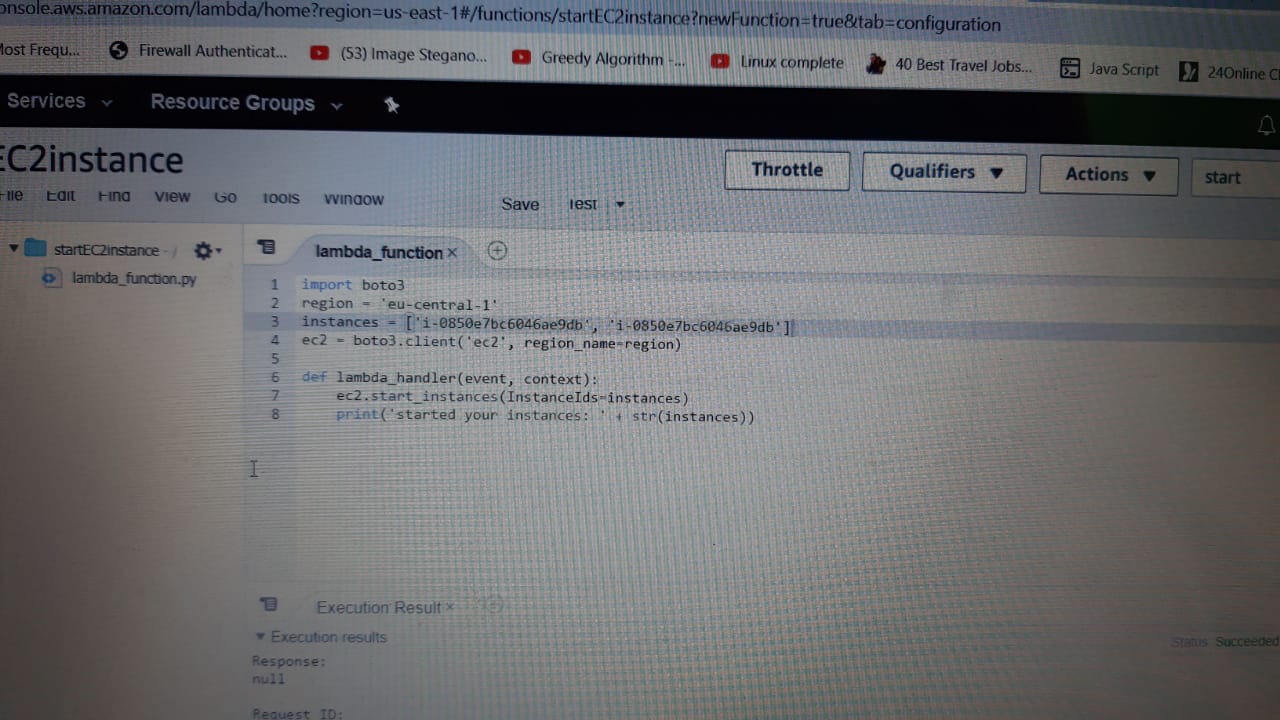 onsole.aws.amazon.com/lambda/home?region=us-east-1#/functions/startEC2instance?newFunction=true&tab=configuration
Most Frequ... Firewall Authenticat... (53) Image Stegano... Greedy Algorithm -... Linux complete 40 Best Travel Jobs... Java Script 24Online C
Services Resource Groups
EC2instance Throttle Qualifiers Actions start
File Edit Find View Go Tools Window Save Test
startEC2instance - / lambda_function ×
lambda_function.py
1 import boto3
2 region = 'eu-central-1'
3 instances = ['i-0850e7bc6046ae9db', 'i-0850e7bc6046ae9db']
4 ec2 = boto3.client('ec2', region_name=region)
5
6 def lambda_handler(event, context):
7 ec2.start_instances(InstanceIds=instances)
8 print('started your instances: ' + str(instances))
Execution Result ×
Execution results Status: Succeeded
Response:
null
Request ID: